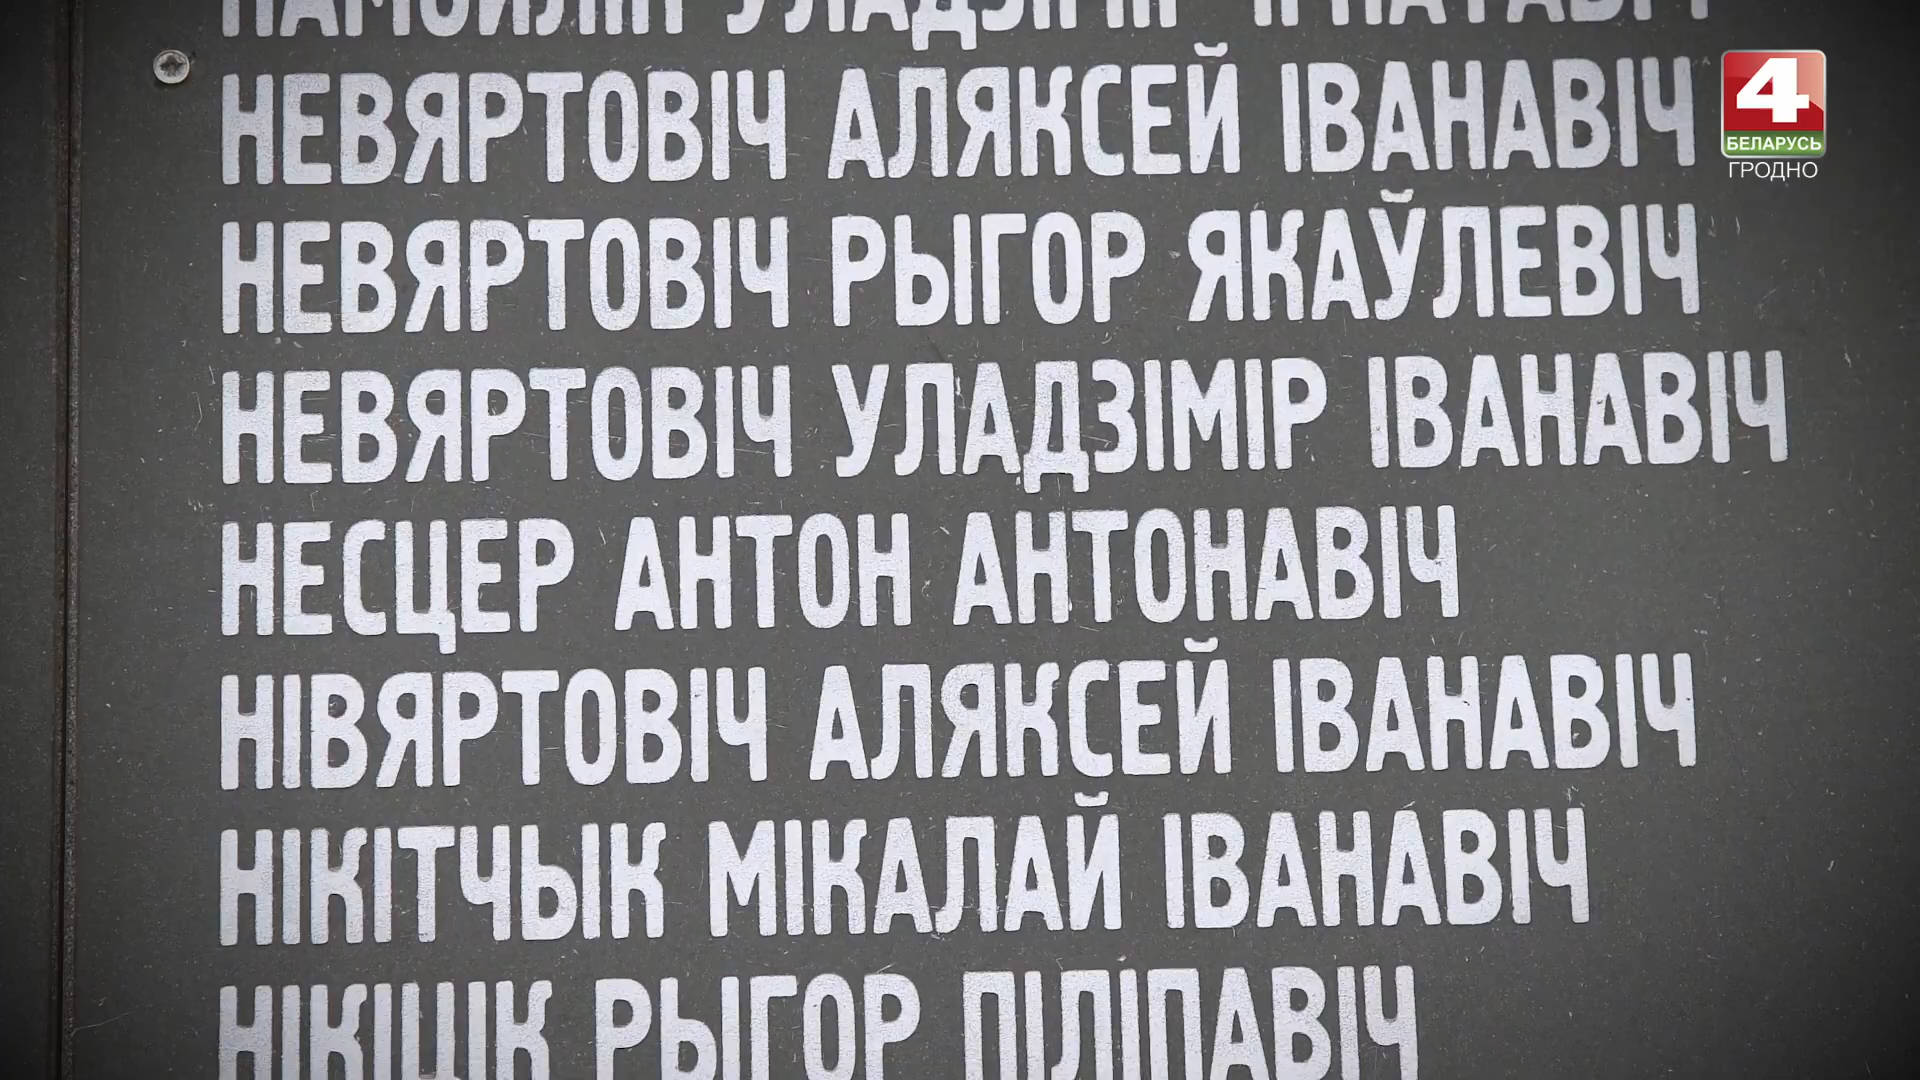 УЛАДЗІМІР
НЕВЯРТОВІЧ АЛЯКСЕЙ ІВАНАВІЧ
НЕВЯРТОВІЧ РЫГОР ЯКАЎЛЕВІЧ
НЕВЯРТОВІЧ УЛАДЗІМІР ІВАНАВІЧ
НЕСЦЕР АНТОН АНТОНАВІЧ
НІВЯРТОВІЧ АЛЯКСЕЙ ІВАНАВІЧ
НІКІТЧЫК МІКАЛАЙ ІВАНАВІЧ
РЫГОР ПІЛІПАВІЧ
4
БЕЛАРУСЬ
ГРОДНО